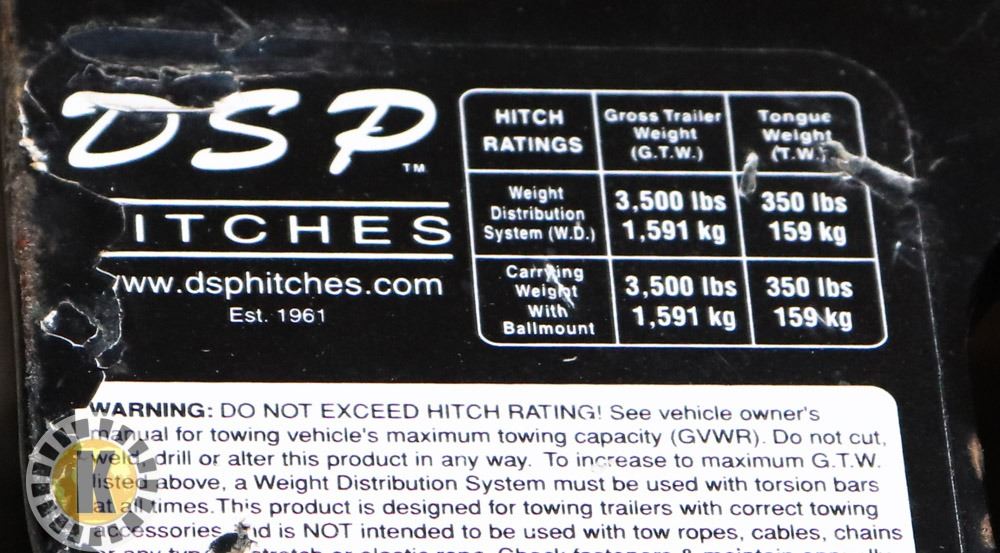 DSP
TM
ITCHES
www.dsphitches.com
Est. 1961
HITCH RATINGS
Gross Trailer Weight (G.T.W.)
Tongue Weight (T.W.)
Weight Distribution System (W.D.)
3,500 lbs 1,591 kg
350 lbs 159 kg
Carrying Weight With Ballmount
3,500 lbs 1,591 kg
350 lbs 159 kg
WARNING: DO NOT EXCEED HITCH RATING! See vehicle owner's
manual for towing vehicle's maximum towing capacity (GVWR). Do not cut,
weld, drill or alter this product in any way. To increase to maximum G.T.W.
listed above, a Weight Distribution System must be used with torsion bars
at all times. This product is designed for towing trailers with correct towing
accessories and is NOT intended to be used with tow ropes, cables, chains
K